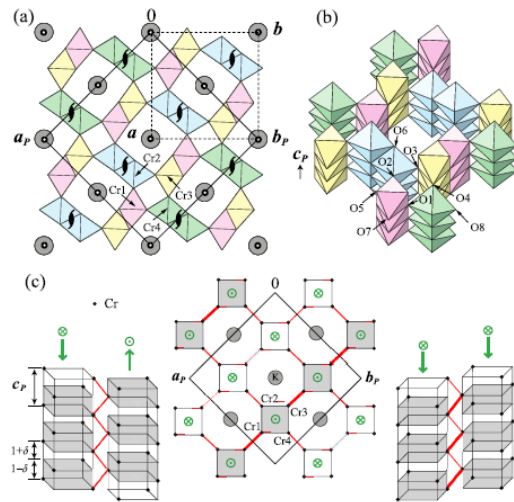 (a)
0
b
a_P
a
b_P
Cr2
Cr1
Cr3
Cr4
(b)
c_P
O6
O3
O2
O5
O1
O4
O7
O8
(c)
Cr
0
c_P
a_P
K
b_P
Cr2
Cr3
Cr1
Cr4
1+δ
1−δ